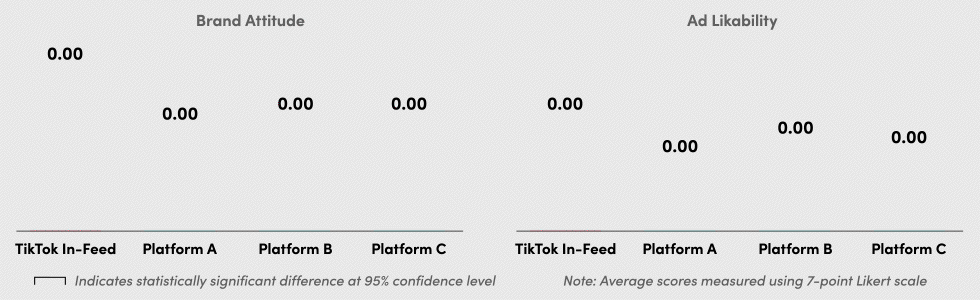 Brand Attitude
0.00
0.00
0.00
0.00
TikTok In-Feed Platform A Platform B Platform C
Indicates statistically significant difference at 95% confidence level
Ad Likability
0.00
0.00
0.00
0.00
TikTok In-Feed Platform A Platform B Platform C
Note: Average scores measured using 7-point Likert scale